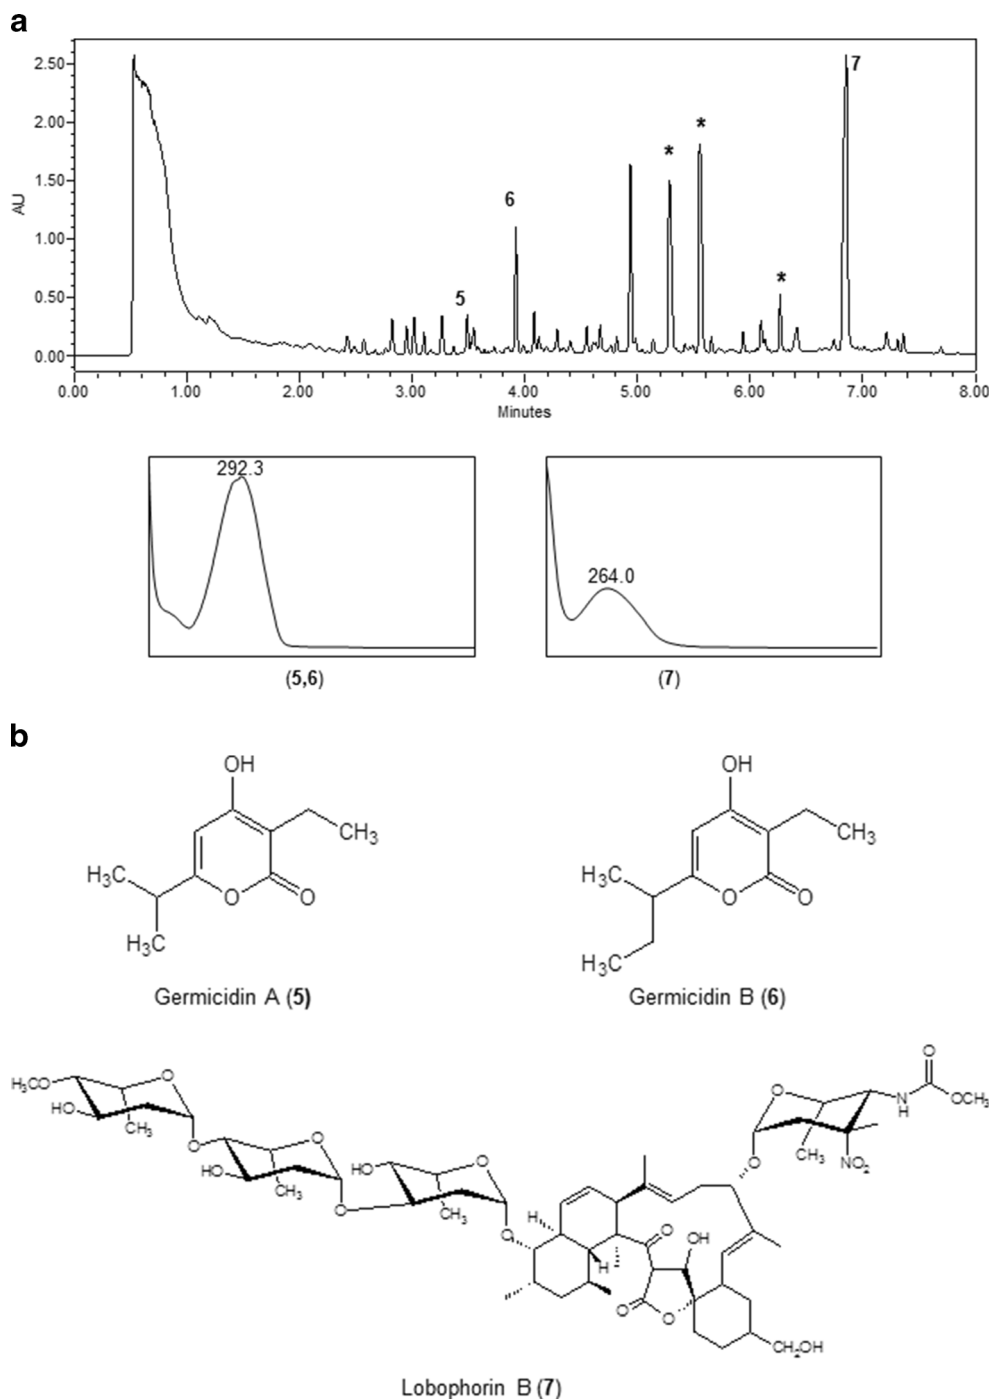 a
2.50
2.00
1.50
1.00
0.50
0.00
AU
5
6
*
*
*
7
0.00 1.00 2.00 3.00 4.00 5.00 6.00 7.00 8.00
Minutes
292.3
(5,6)
264.0
(7)
b
OH
CH3
H3C
O
O
H3C
Germicidin A (5)
OH
CH3
H3C
O
O
H3C
Germicidin B (6)
H3CO
O
HO
CH3
O
O
HO
CH3
O
HO
O
CH3
O
H
H
O
OH
O
O
CH2OH
O
O
CH3
NO2
N
H
O
OCH3
Lobophorin B (7)